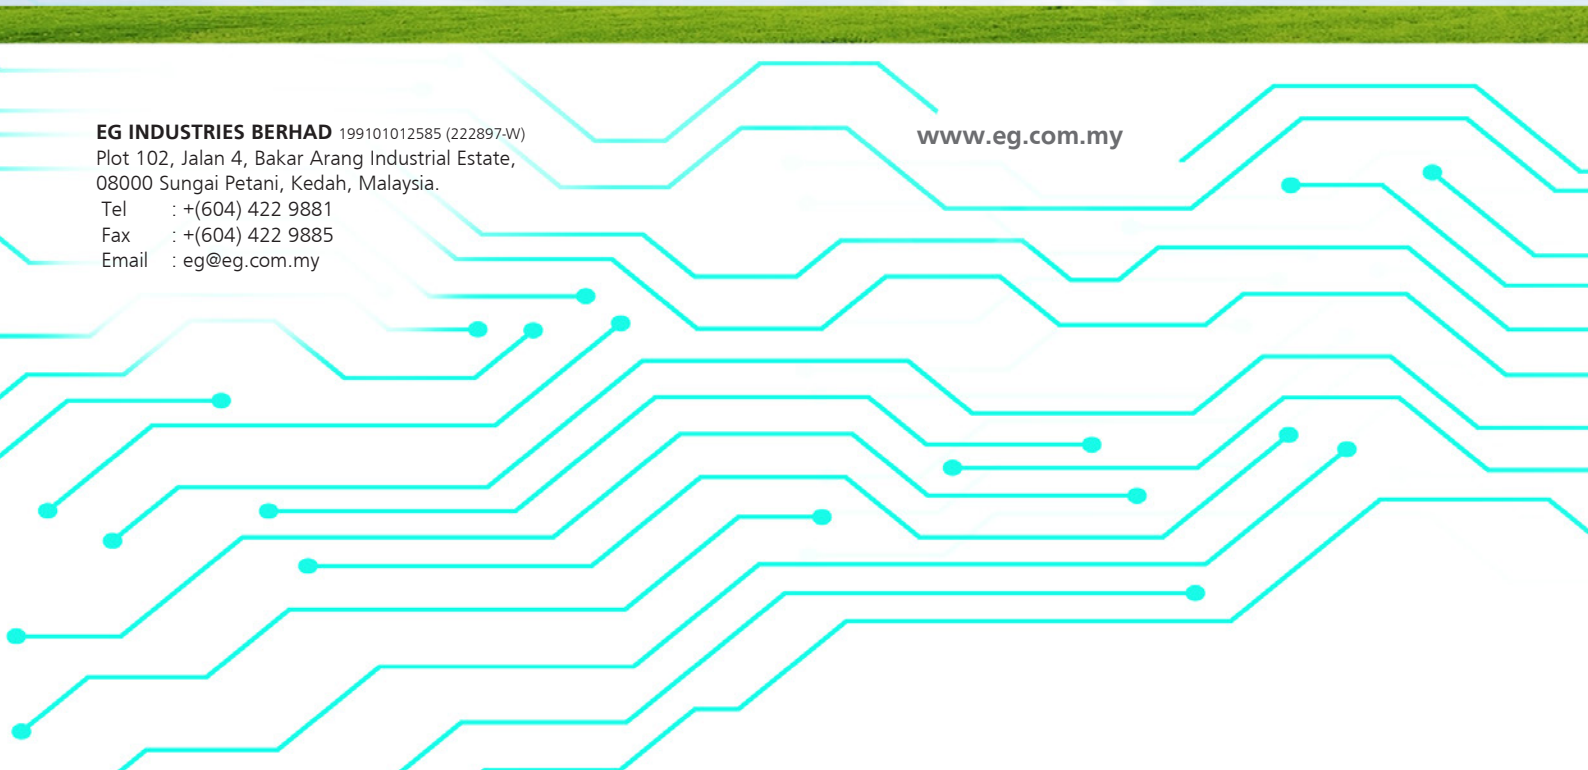 EG INDUSTRIES BERHAD 199101012585 (222897-W)
Plot 102, Jalan 4, Bakar Arang Industrial Estate,
08000 Sungai Petani, Kedah, Malaysia.
Tel : +(604) 422 9881
Fax : +(604) 422 9885
Email : eg@eg.com.my
www.eg.com.my